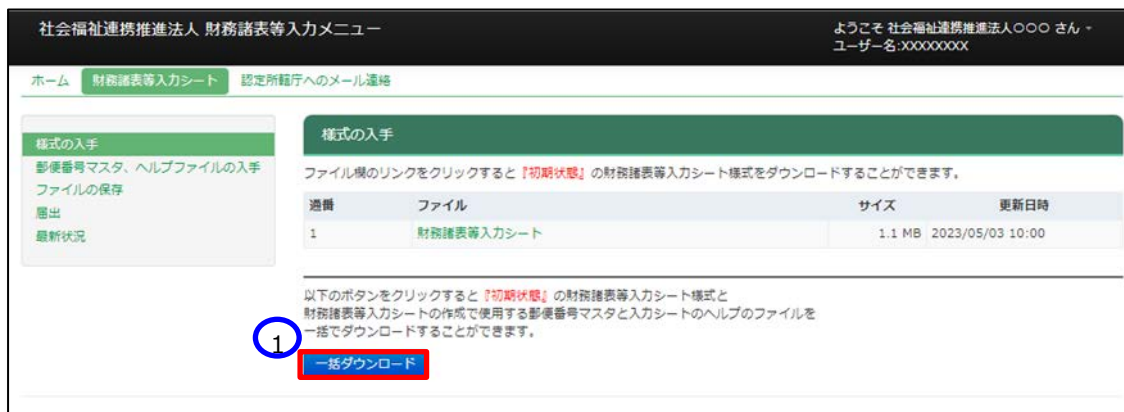 社会福祉連携推進法人 財務諸表等入力メニュー
ようこそ 社会福祉連携推進法人〇〇〇 さん
ユーザー名:XXXXXXXX
ホーム 財務諸表等入力シート 認定所轄庁へのメール連絡
様式の入手
郵便番号マスタ、ヘルプファイルの入手
ファイルの保存
届出
最新状況
様式の入手
ファイル欄のリンクをクリックすると『初期状態』の財務諸表等入力シート様式をダウンロードすることができます。
通番 ファイル サイズ 更新日時
1 財務諸表等入力シート 1.1 MB 2023/05/03 10:00
以下のボタンをクリックすると『初期状態』の財務諸表等入力シート様式と
財務諸表等入力シートの作成で使用する郵便番号マスタと入力シートのヘルプのファイルを
一括でダウンロードすることができます。
1
一括ダウンロード